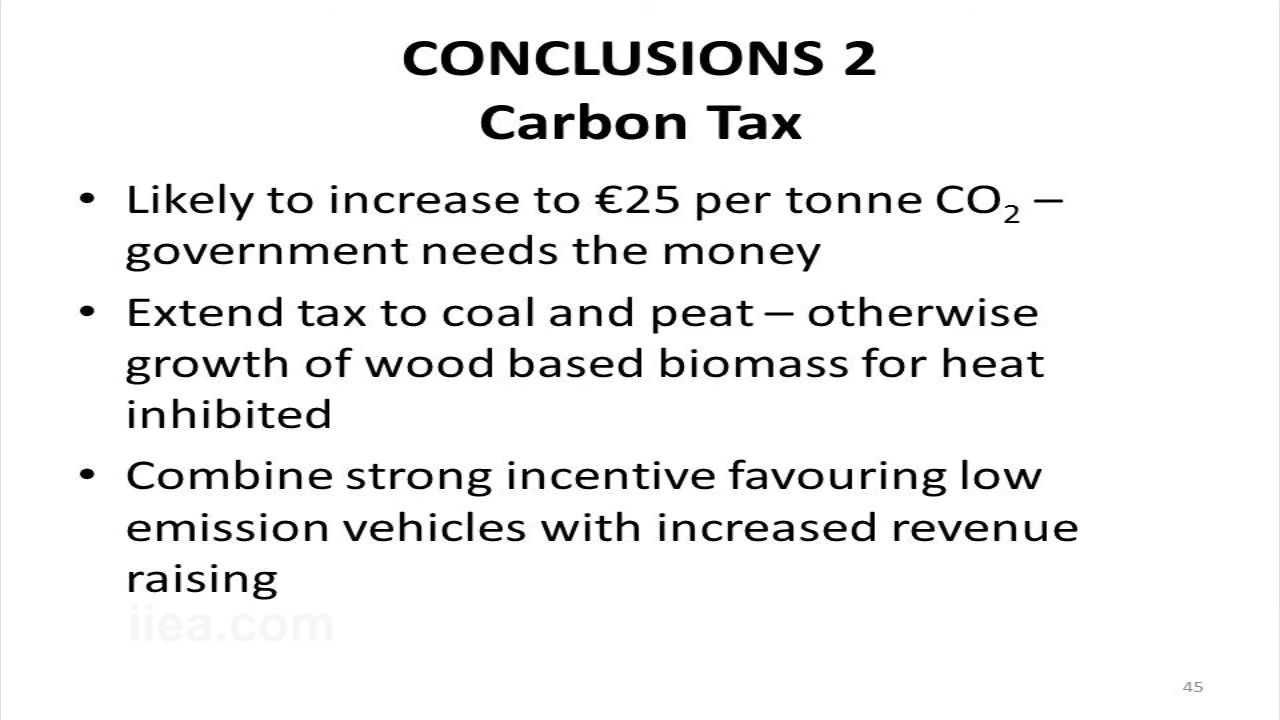 CONCLUSIONS 2
Carbon Tax
• Likely to increase to €25 per tonne CO₂ –
government needs the money
• Extend tax to coal and peat – otherwise
growth of wood based biomass for heat
inhibited
• Combine strong incentive favouring low
emission vehicles with increased revenue
raising
iiea.com
45